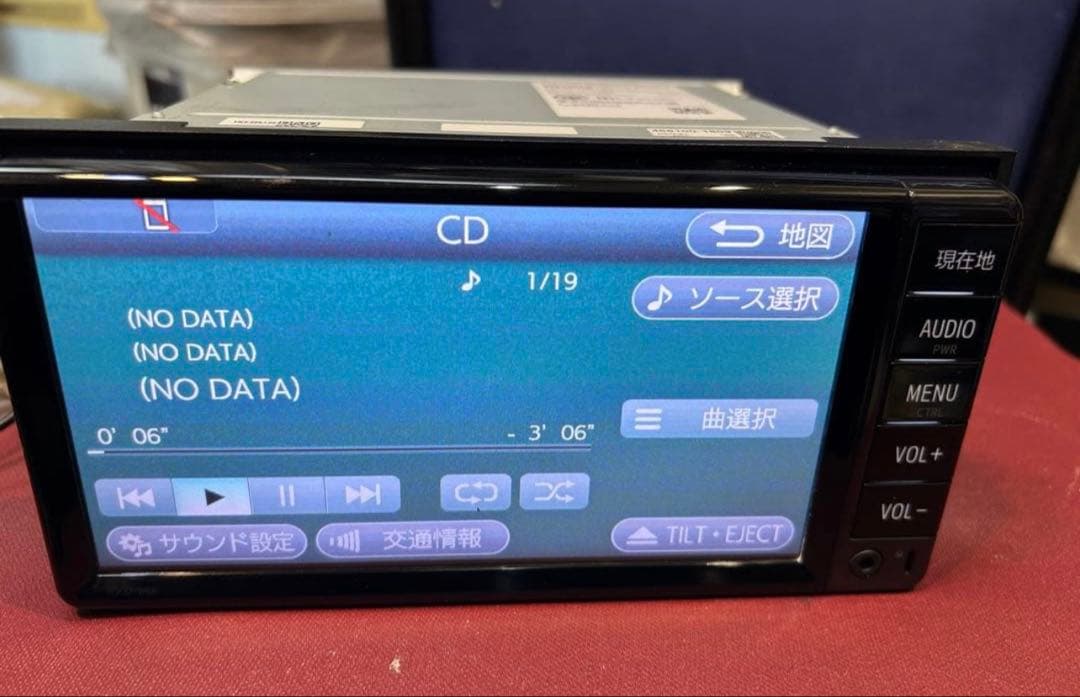 CD
地図
1/19
ソース選択
(NO DATA)
(NO DATA)
(NO DATA)
曲選択
0' 06"
- 3' 06"
サウンド設定
交通情報
TILT・EJECT
現在地
AUDIO
PWR
MENU
CTRL
VOL+
VOL−